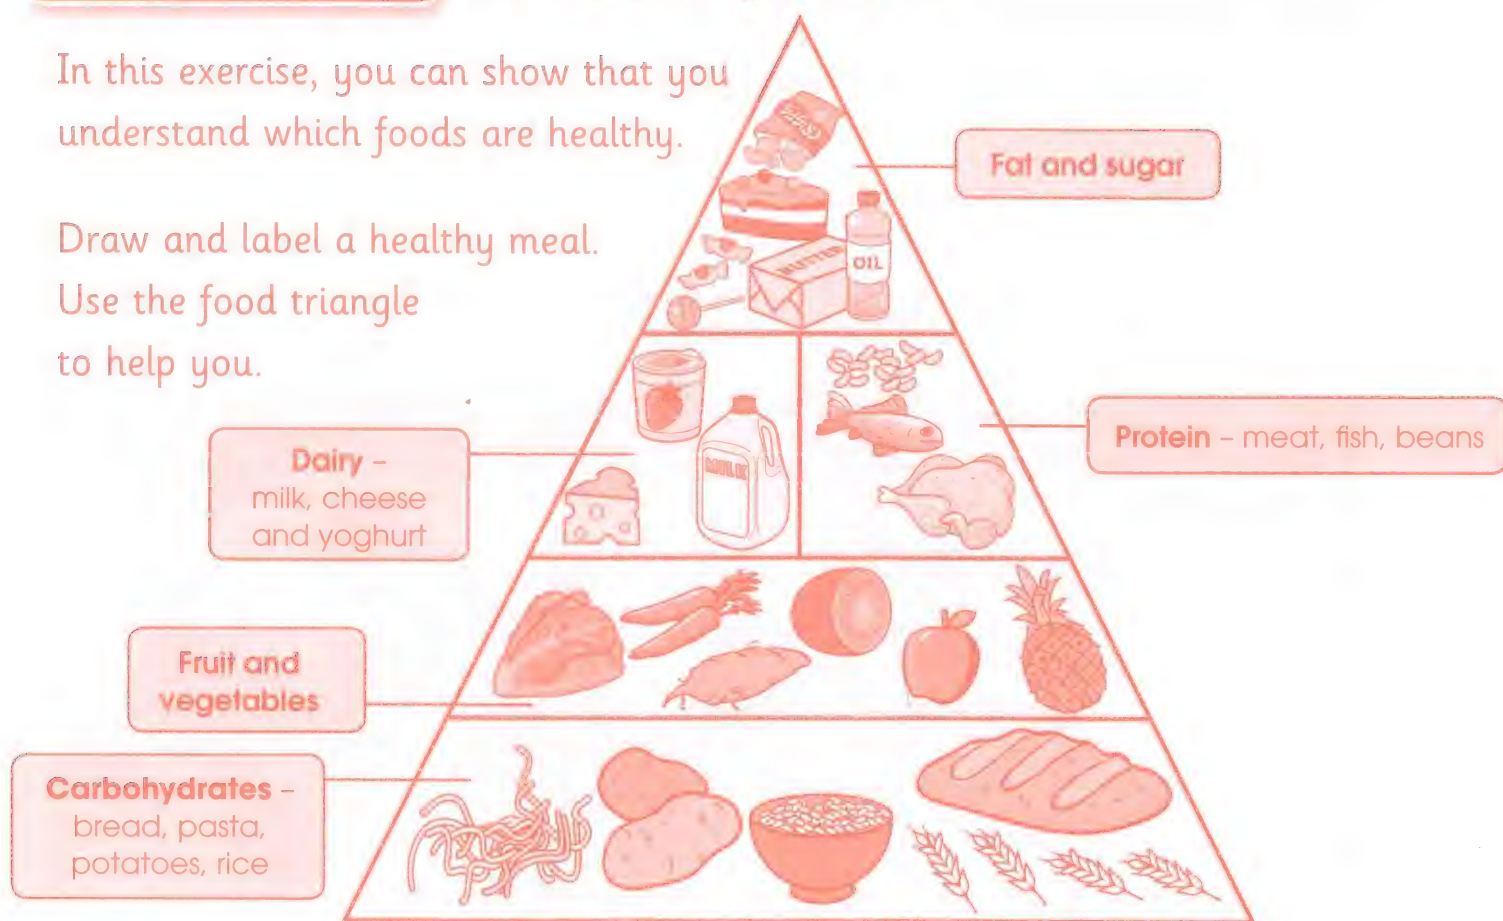 In this exercise, you can show that you
understand which foods are healthy.
Draw and label a healthy meal.
Use the food triangle
to help you.
Fat and sugar
BUTTER
OIL
Dairy –
milk, cheese
and yoghurt
MILK
Protein – meat, fish, beans
Fruit and
vegetables
Carbohydrates –
bread, pasta,
potatoes, rice